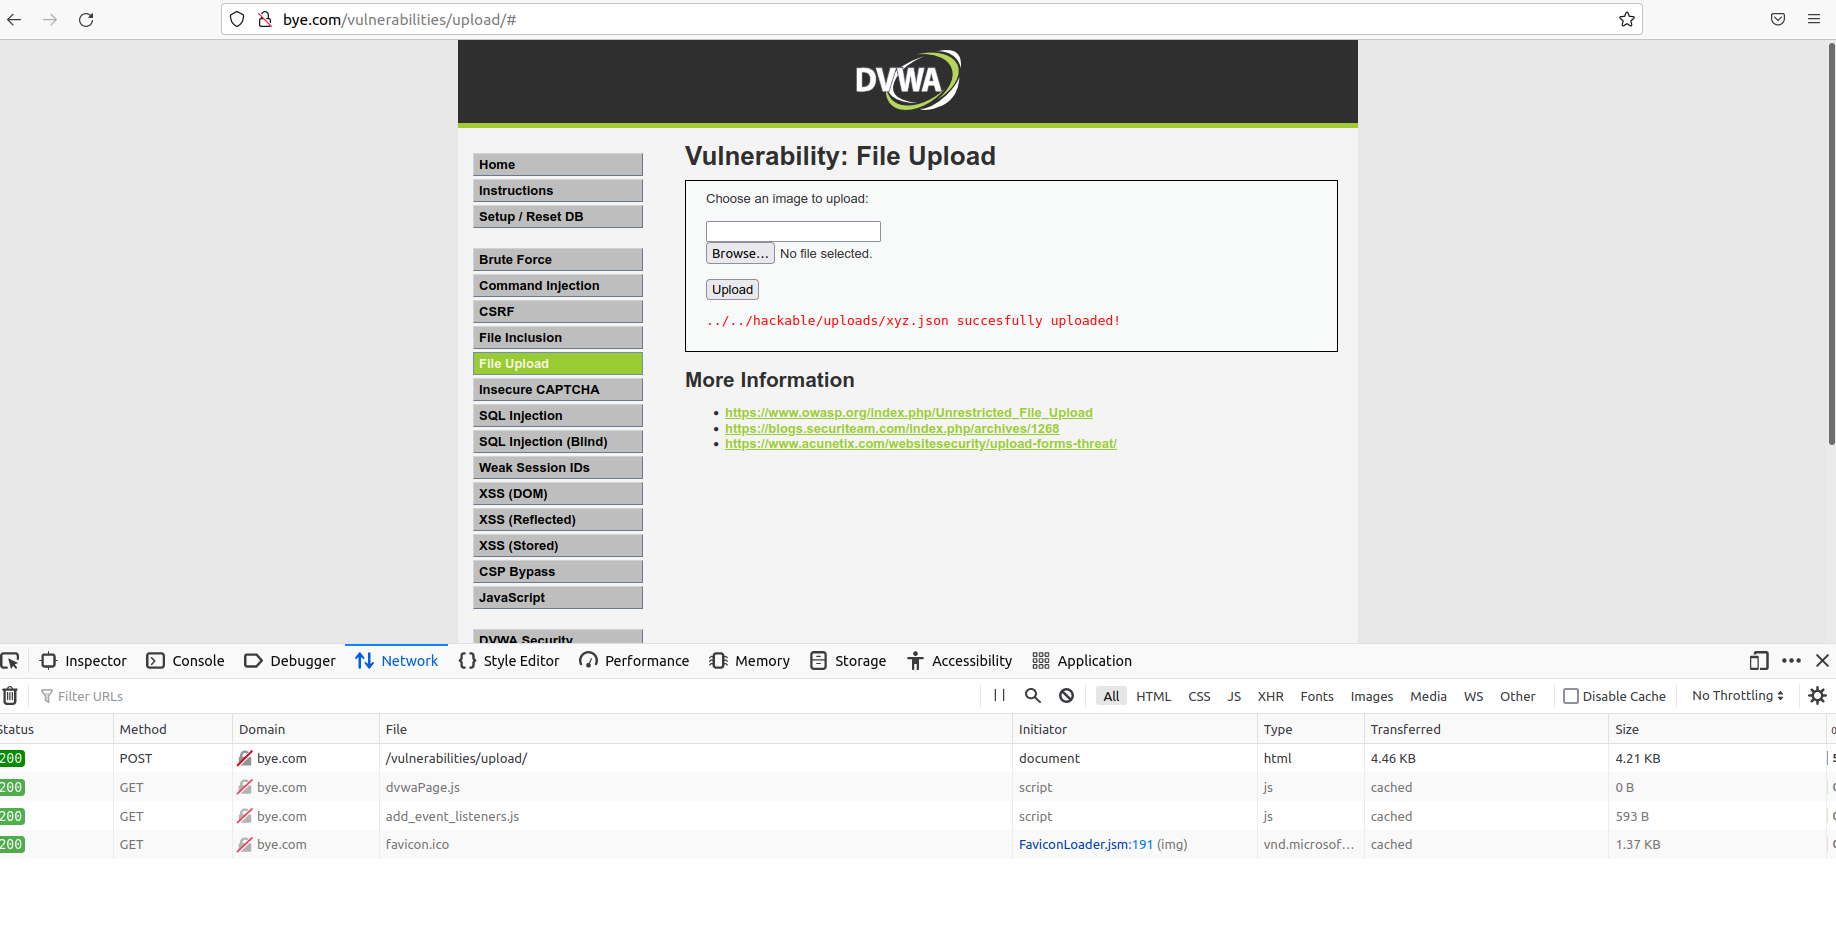 bye.com/vulnerabilities/upload/#
DVWA
Home
Instructions
Setup / Reset DB
Brute Force
Command Injection
CSRF
File Inclusion
File Upload
Insecure CAPTCHA
SQL Injection
SQL Injection (Blind)
Weak Session IDs
XSS (DOM)
XSS (Reflected)
XSS (Stored)
CSP Bypass
JavaScript
DVWA Security
Vulnerability: File Upload
Choose an image to upload:
Browse... No file selected.
Upload
../../hackable/uploads/xyz.json succesfully uploaded!
More Information
https://www.owasp.org/index.php/Unrestricted_File_Upload
https://blogs.securiteam.com/index.php/archives/1268
https://www.acunetix.com/websitesecurity/upload-forms-threat/
Inspector Console Debugger Network Style Editor Performance Memory Storage Accessibility Application
Filter URLs All HTML CSS JS XHR Fonts Images Media WS Other Disable Cache No Throttling
Status Method Domain File Initiator Type Transferred Size
200 POST bye.com /vulnerabilities/upload/ document html 4.46 KB 4.21 KB
200 GET bye.com dvwaPage.js script js cached 0 B
200 GET bye.com add_event_listeners.js script js cached 593 B
200 GET bye.com favicon.ico FaviconLoader.jsm:191 (img) vnd.microsof... cached 1.37 KB